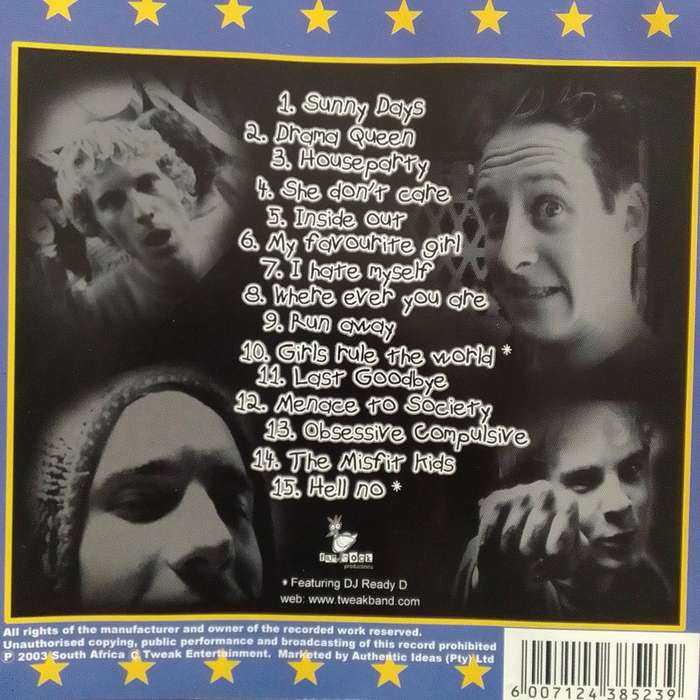 1. Sunny Days
2. Drama Queen
3. Houseparty
4. She don't care
5. Inside out
6. My favourite girl
7. I hate myself
8. Where ever you are
9. Run away
10. Girls rule the world *
11. Last Goodbye
12. Menace to Society
13. Obsessive Compulsive
14. The Misfit kids
15. Hell no *
productions
* Featuring DJ Ready D
web: www.tweakband.com
All rights of the manufacturer and owner of the recorded work reserved.
Unauthorised copying, public performance and broadcasting of this record prohibited
P 2003 South Africa © Tweak Entertainment. Marketed by Authentic Ideas (Pty) Ltd
6007124385239